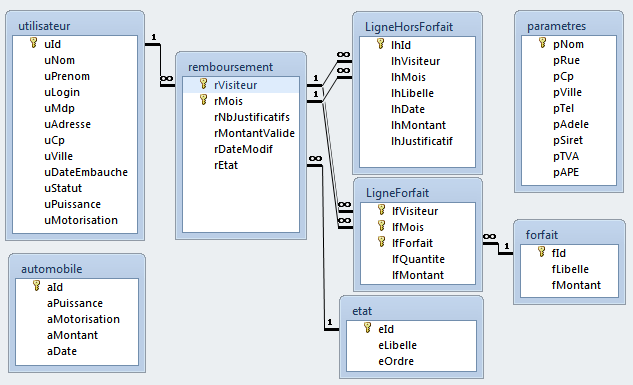 utilisateur
uId
uNom
uPrenom
uLogin
uMdp
uAdresse
uCp
uVille
uDateEmbauche
uStatut
uPuissance
uMotorisation
1
∞
remboursement
rVisiteur
rMois
rNbJustificatifs
rMontantValide
rDateModif
rEtat
1
1
∞
∞
∞
LigneHorsForfait
lhId
lhVisiteur
lhMois
lhLibelle
lhDate
lhMontant
lhJustificatif
parametres
pNom
pRue
pCp
pVille
pTel
pAdele
pSiret
pTVA
pAPE
∞
∞
LigneForfait
lfVisiteur
lfMois
lfForfait
lfQuantite
lfMontant
∞
1
forfait
fId
fLibelle
fMontant
automobile
aId
aPuissance
aMotorisation
aMontant
aDate
1
etat
eId
eLibelle
eOrdre